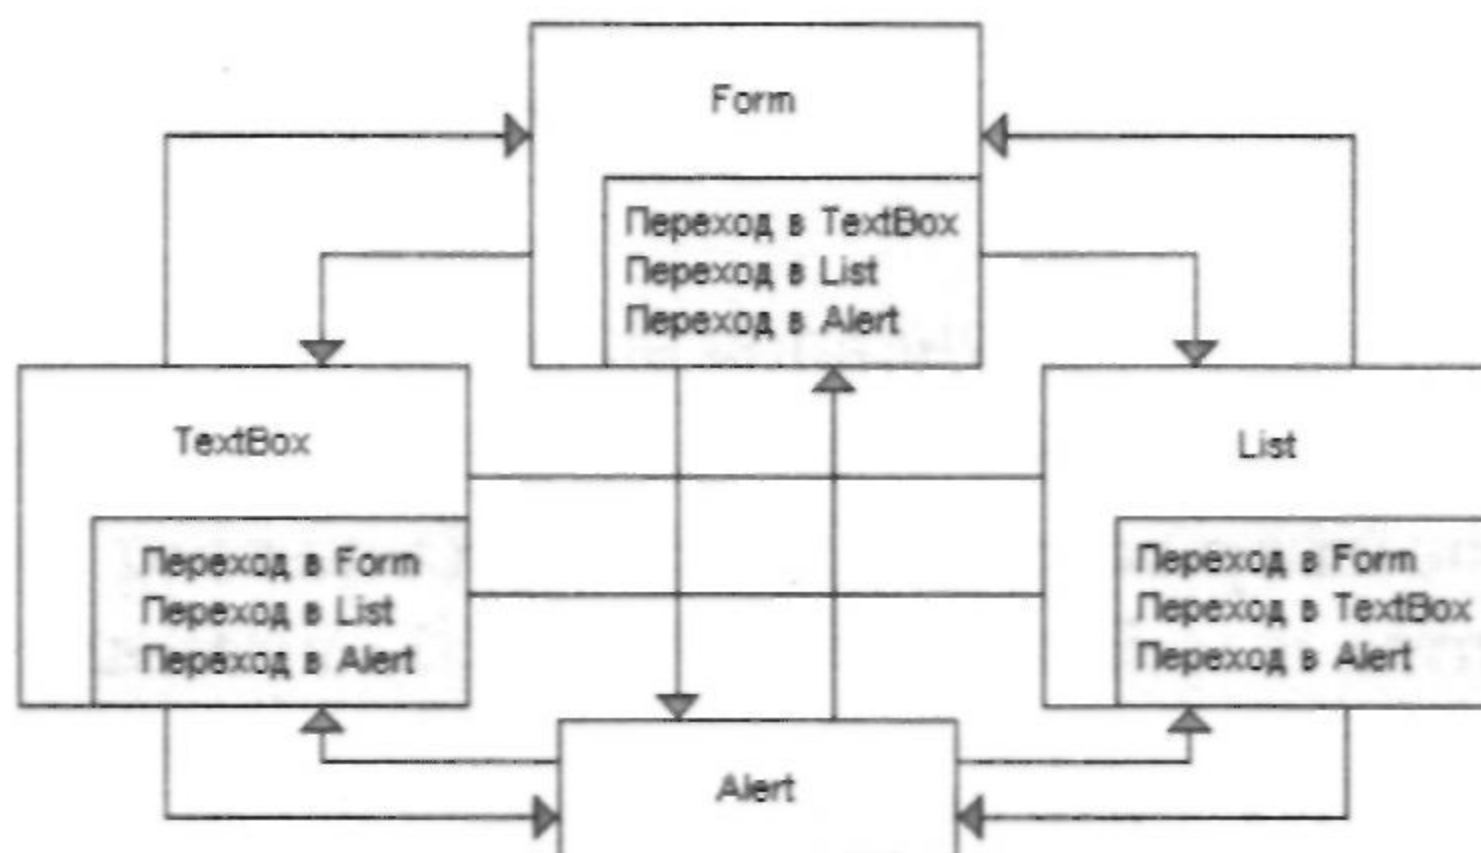 Form
Переход в TextBox
Переход в List
Переход в Alert
TextBox
Переход в Form
Переход в List
Переход в Alert
List
Переход в Form
Переход в TextBox
Переход в Alert
Alert